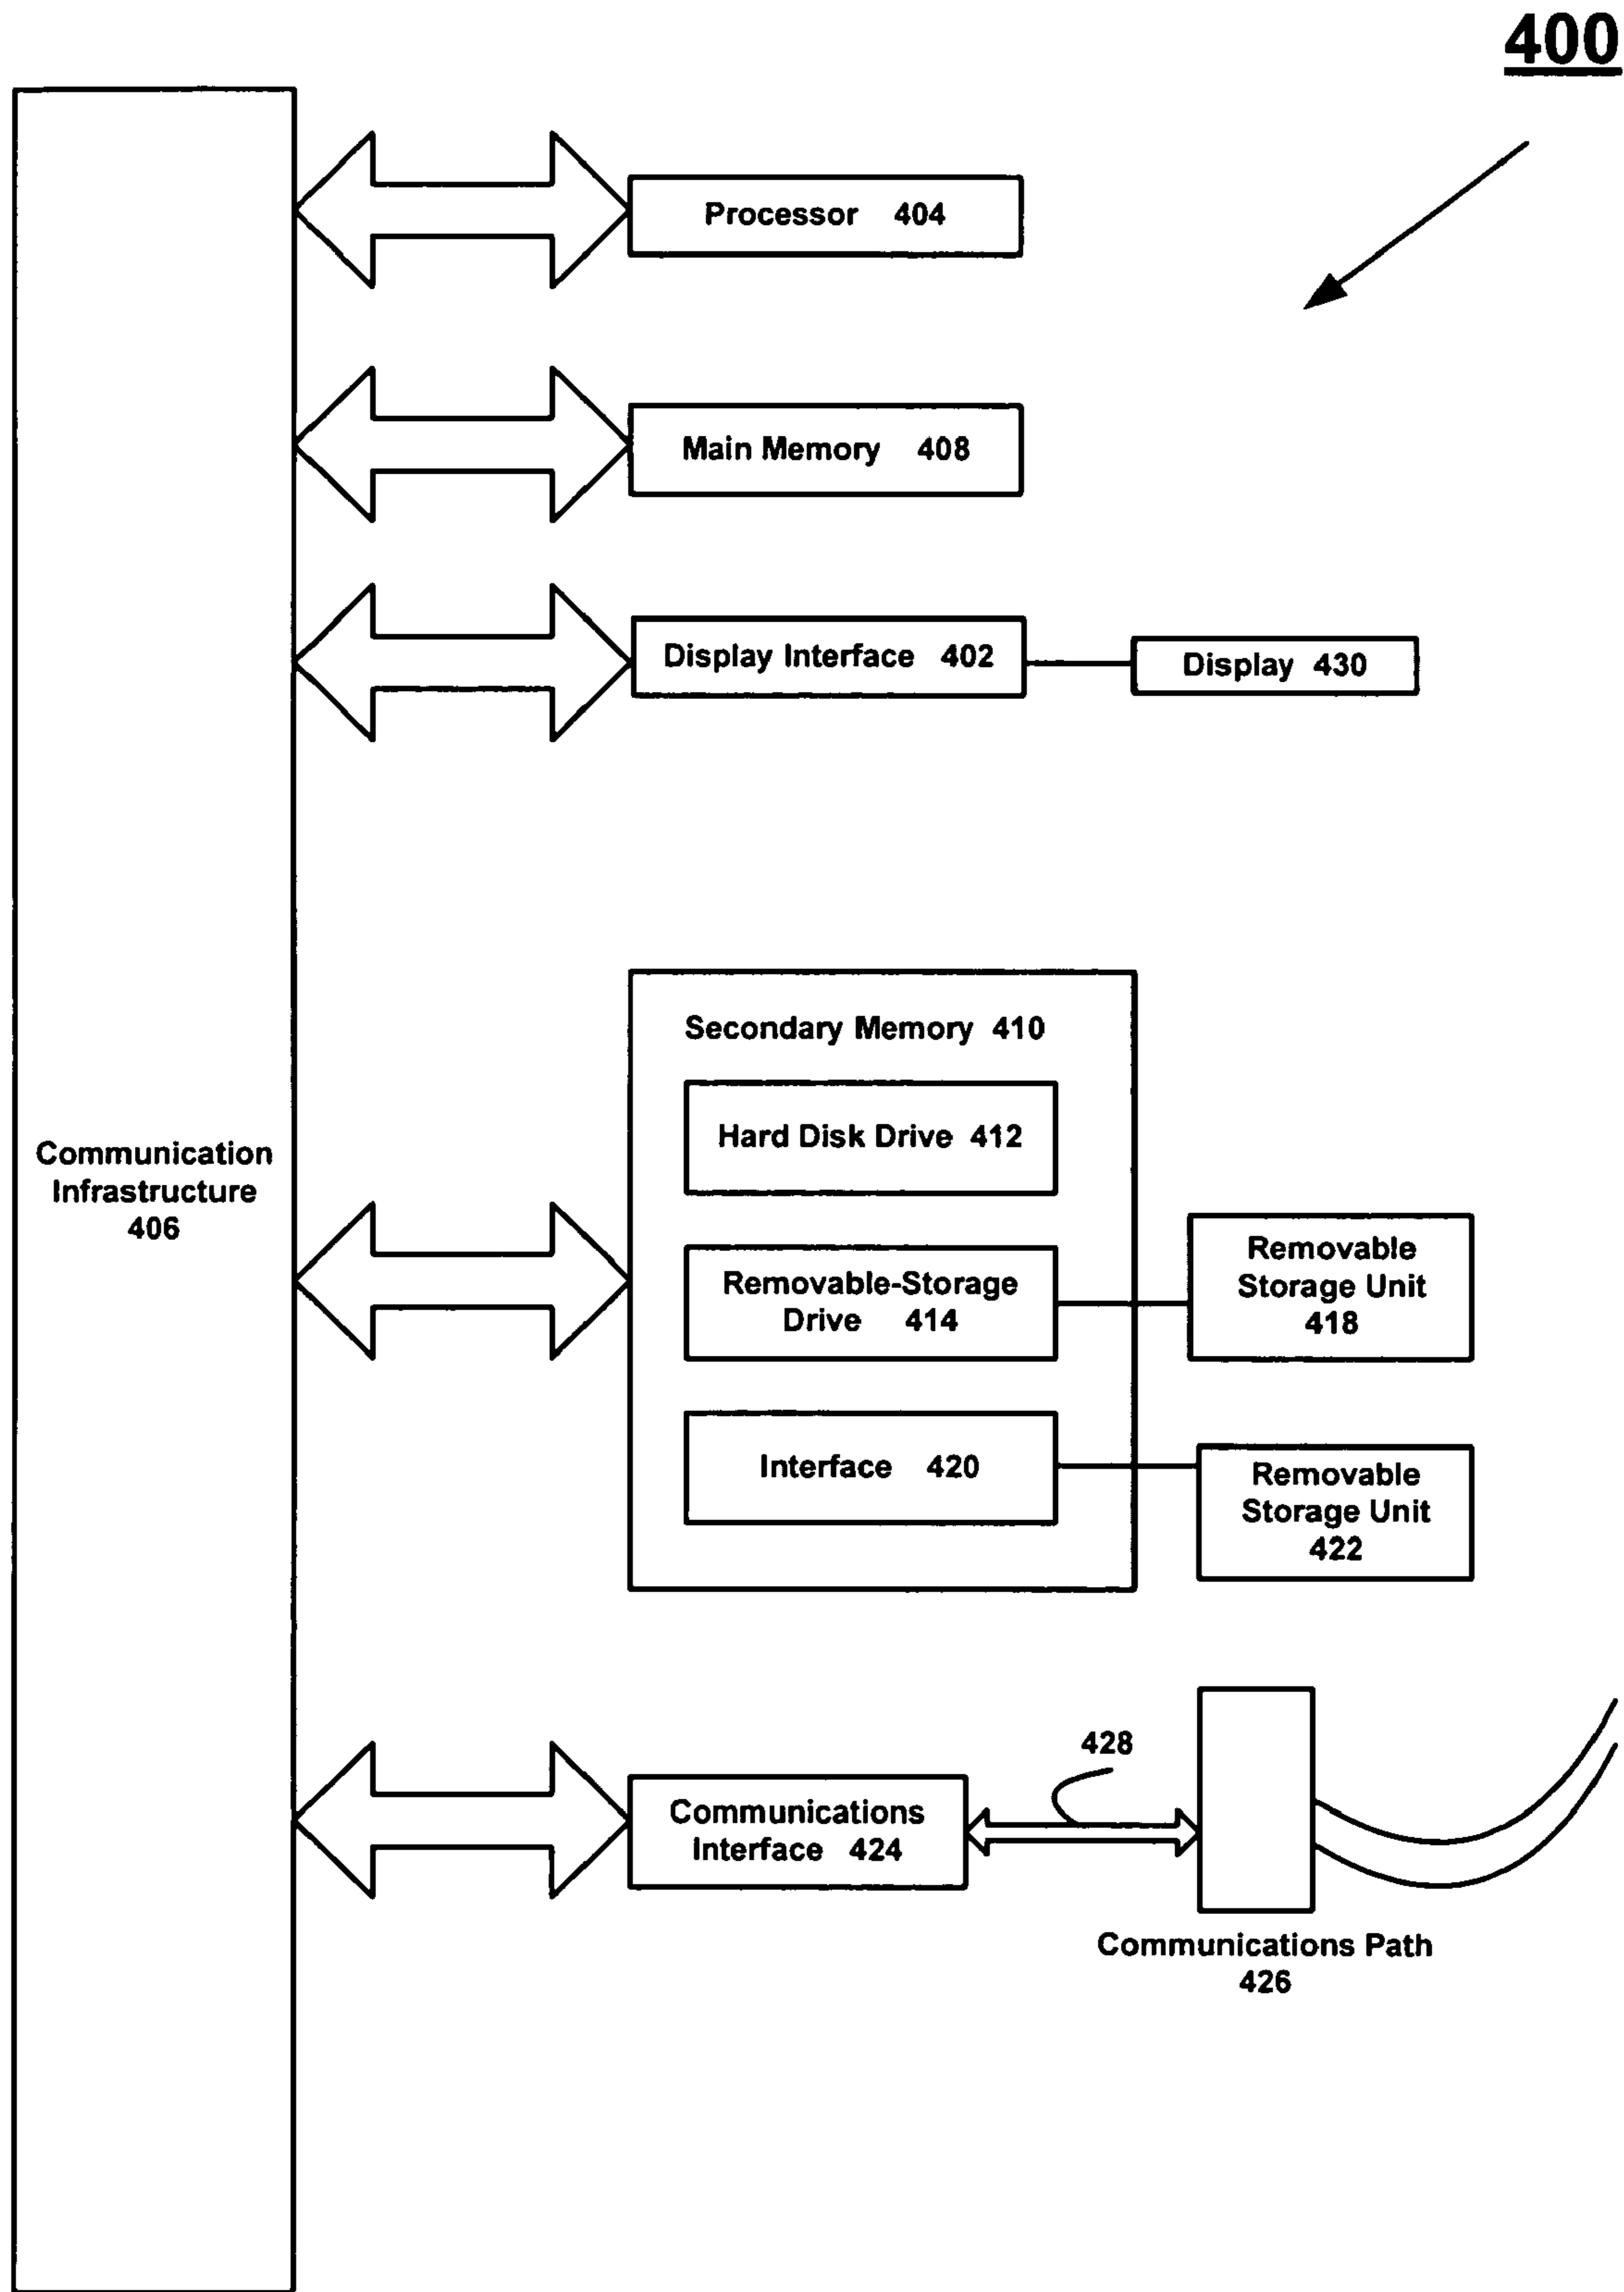 400
Processor 404
Main Memory 408
Display Interface 402
Display 430
Secondary Memory 410
Hard Disk Drive 412
Communication
Infrastructure
406
Removable-Storage
Drive 414
Removable
Storage Unit
418
Interface 420
Removable
Storage Unit
422
428
Communications
Interface 424
Communications Path
426